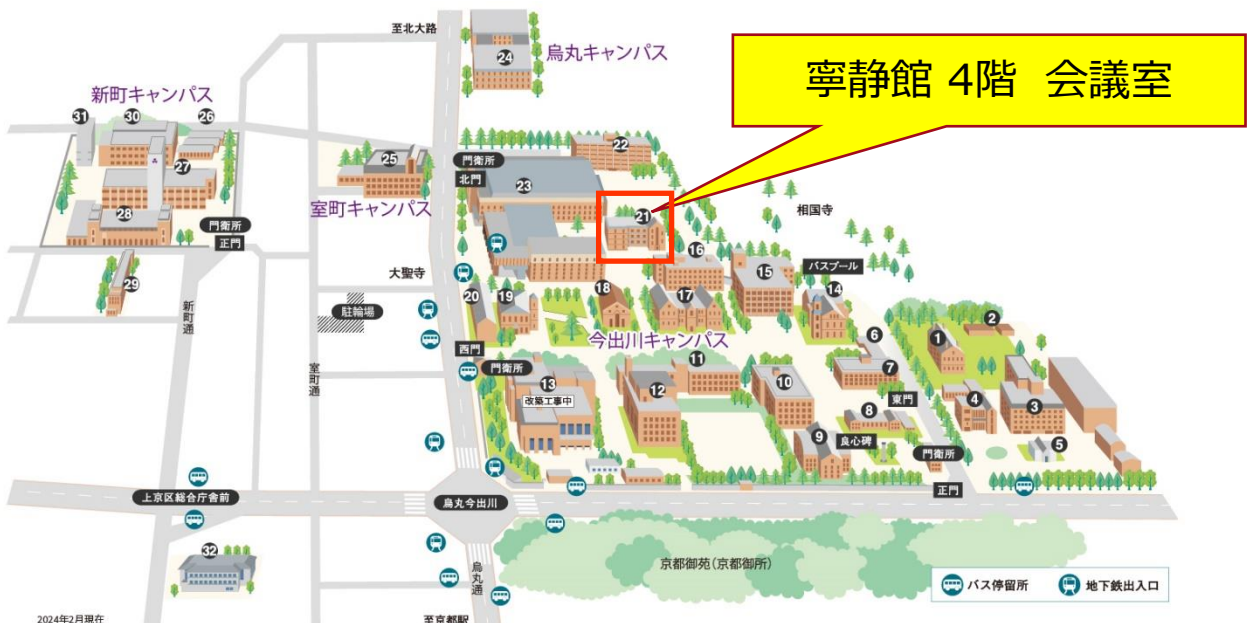 至北大路
烏丸キャンパス
24
寧静館 4階 会議室
新町キャンパス
31
30
26
27
28
門衛所
正門
29
25
室町キャンパス
門衛所
北門
22
23
21
相国寺
大聖寺
駐輪場
新町通
室町通
16
15
バスプール
14
20
19
18
17
今出川キャンパス
西門
門衛所
13
改築工事中
12
11
10
6
7
東門
8
9
良心碑
門衛所
正門
1
2
4
3
5
上京区総合庁舎前
烏丸今出川
32
烏丸通
京都御苑(京都御所)
バス停留所
地下鉄出入口
2024年2月現在
至京都駅